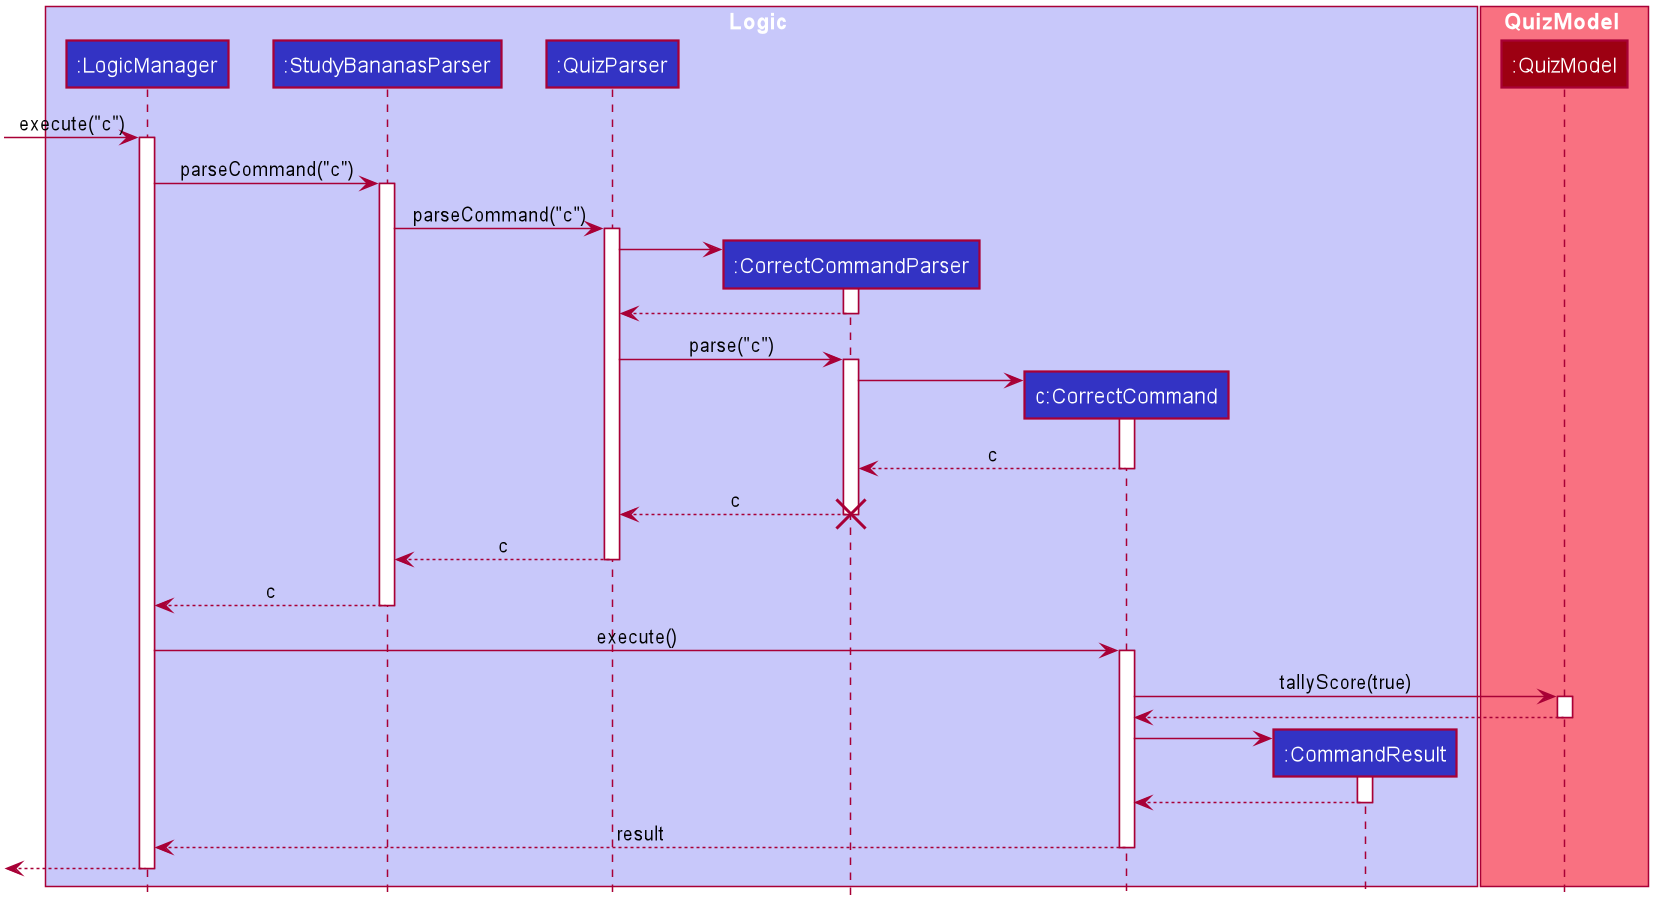 Logic
QuizModel
:LogicManager
:StudyBananasParser
:QuizParser
:QuizModel
execute("c")
parseCommand("c")
parseCommand("c")
:CorrectCommandParser
parse("c")
c:CorrectCommand
c
c
c
c
execute()
tallyScore(true)
:CommandResult
result